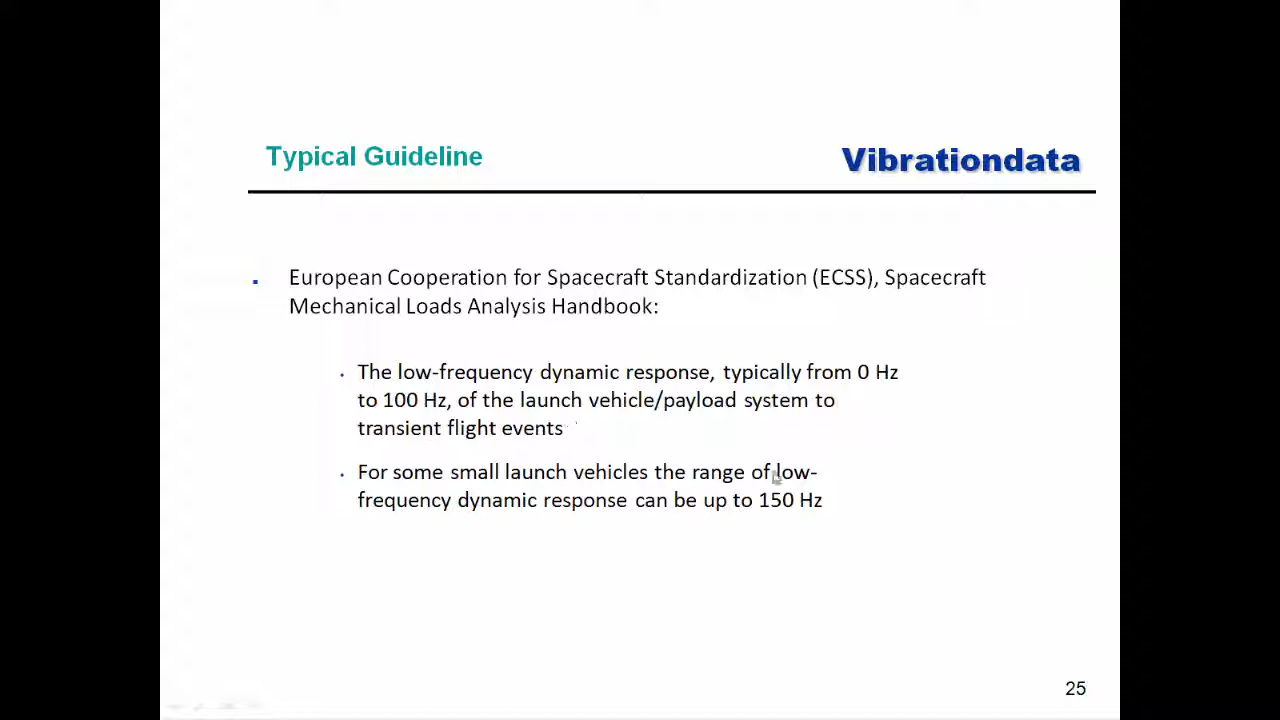 Typical Guideline
Vibrationdata
European Cooperation for Spacecraft Standardization (ECSS), Spacecraft
Mechanical Loads Analysis Handbook:
The low-frequency dynamic response, typically from 0 Hz
to 100 Hz, of the launch vehicle/payload system to
transient flight events
For some small launch vehicles the range of low-
frequency dynamic response can be up to 150 Hz
25